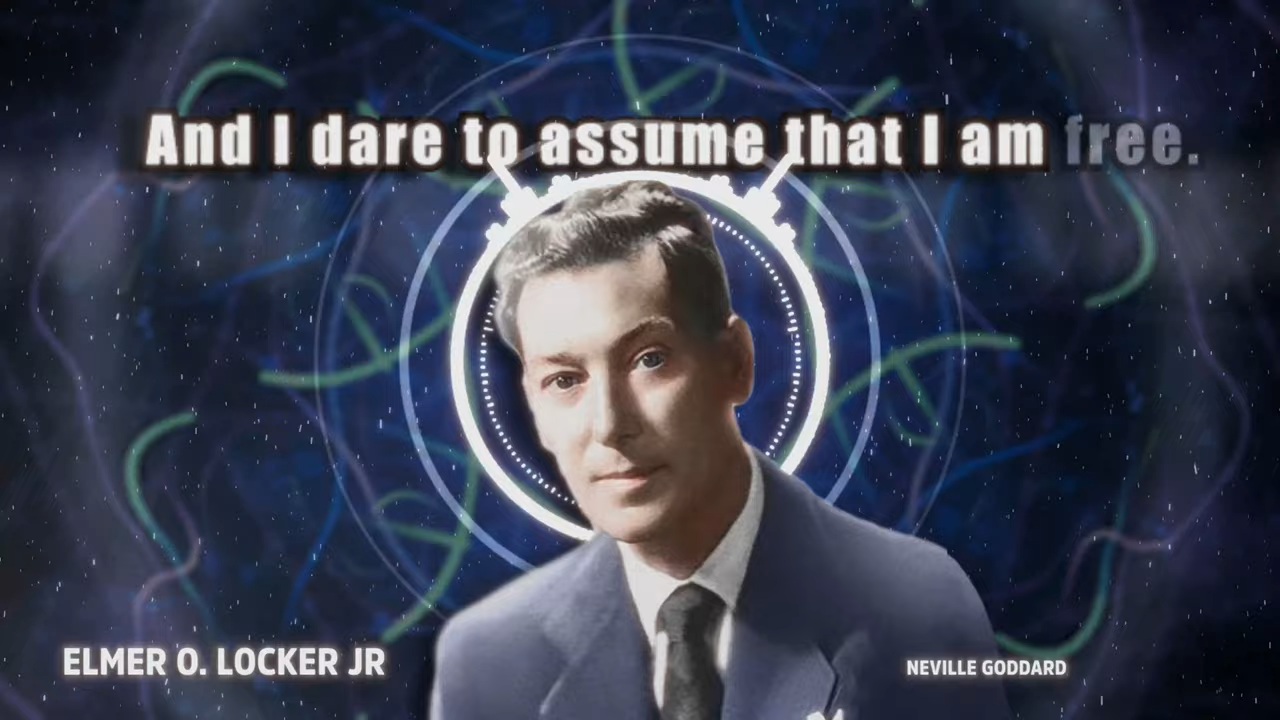 And I dare to assume that I am free.
ELMER O. LOCKER JR
NEVILLE GODDARD